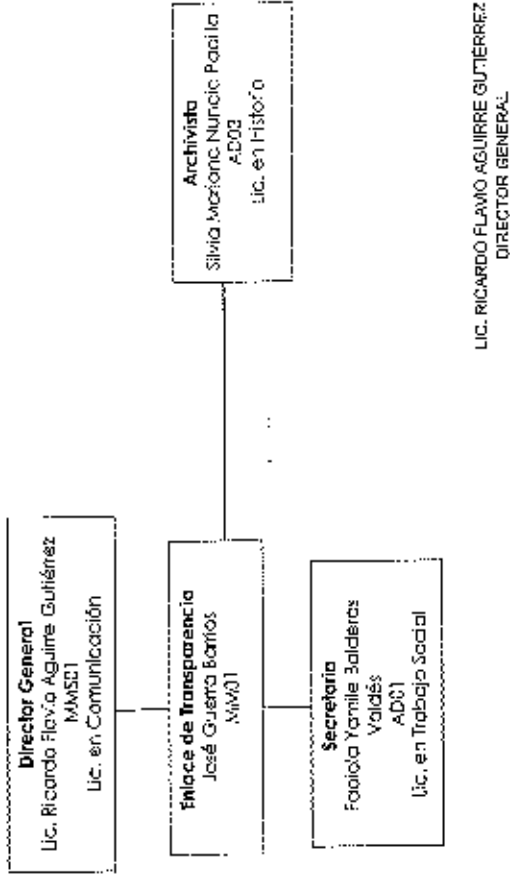 Director General
Lic. Ricardo Flavio Aguirre Gutiérrez
MMS01
Lic. en Comunicación
Enlace de Transparencia
José Guerra Barrios
MM01
Archivista
Silvia Mariana Nuncio Padilla
AD03
Lic. en Historia
Secretaria
Fabiola Yamile Balderas
Valdés
AD01
Lic. en Trabajo Social
LIC. RICARDO FLAVIO AGUIRRE GUTIÉRREZ
DIRECTOR GENERAL